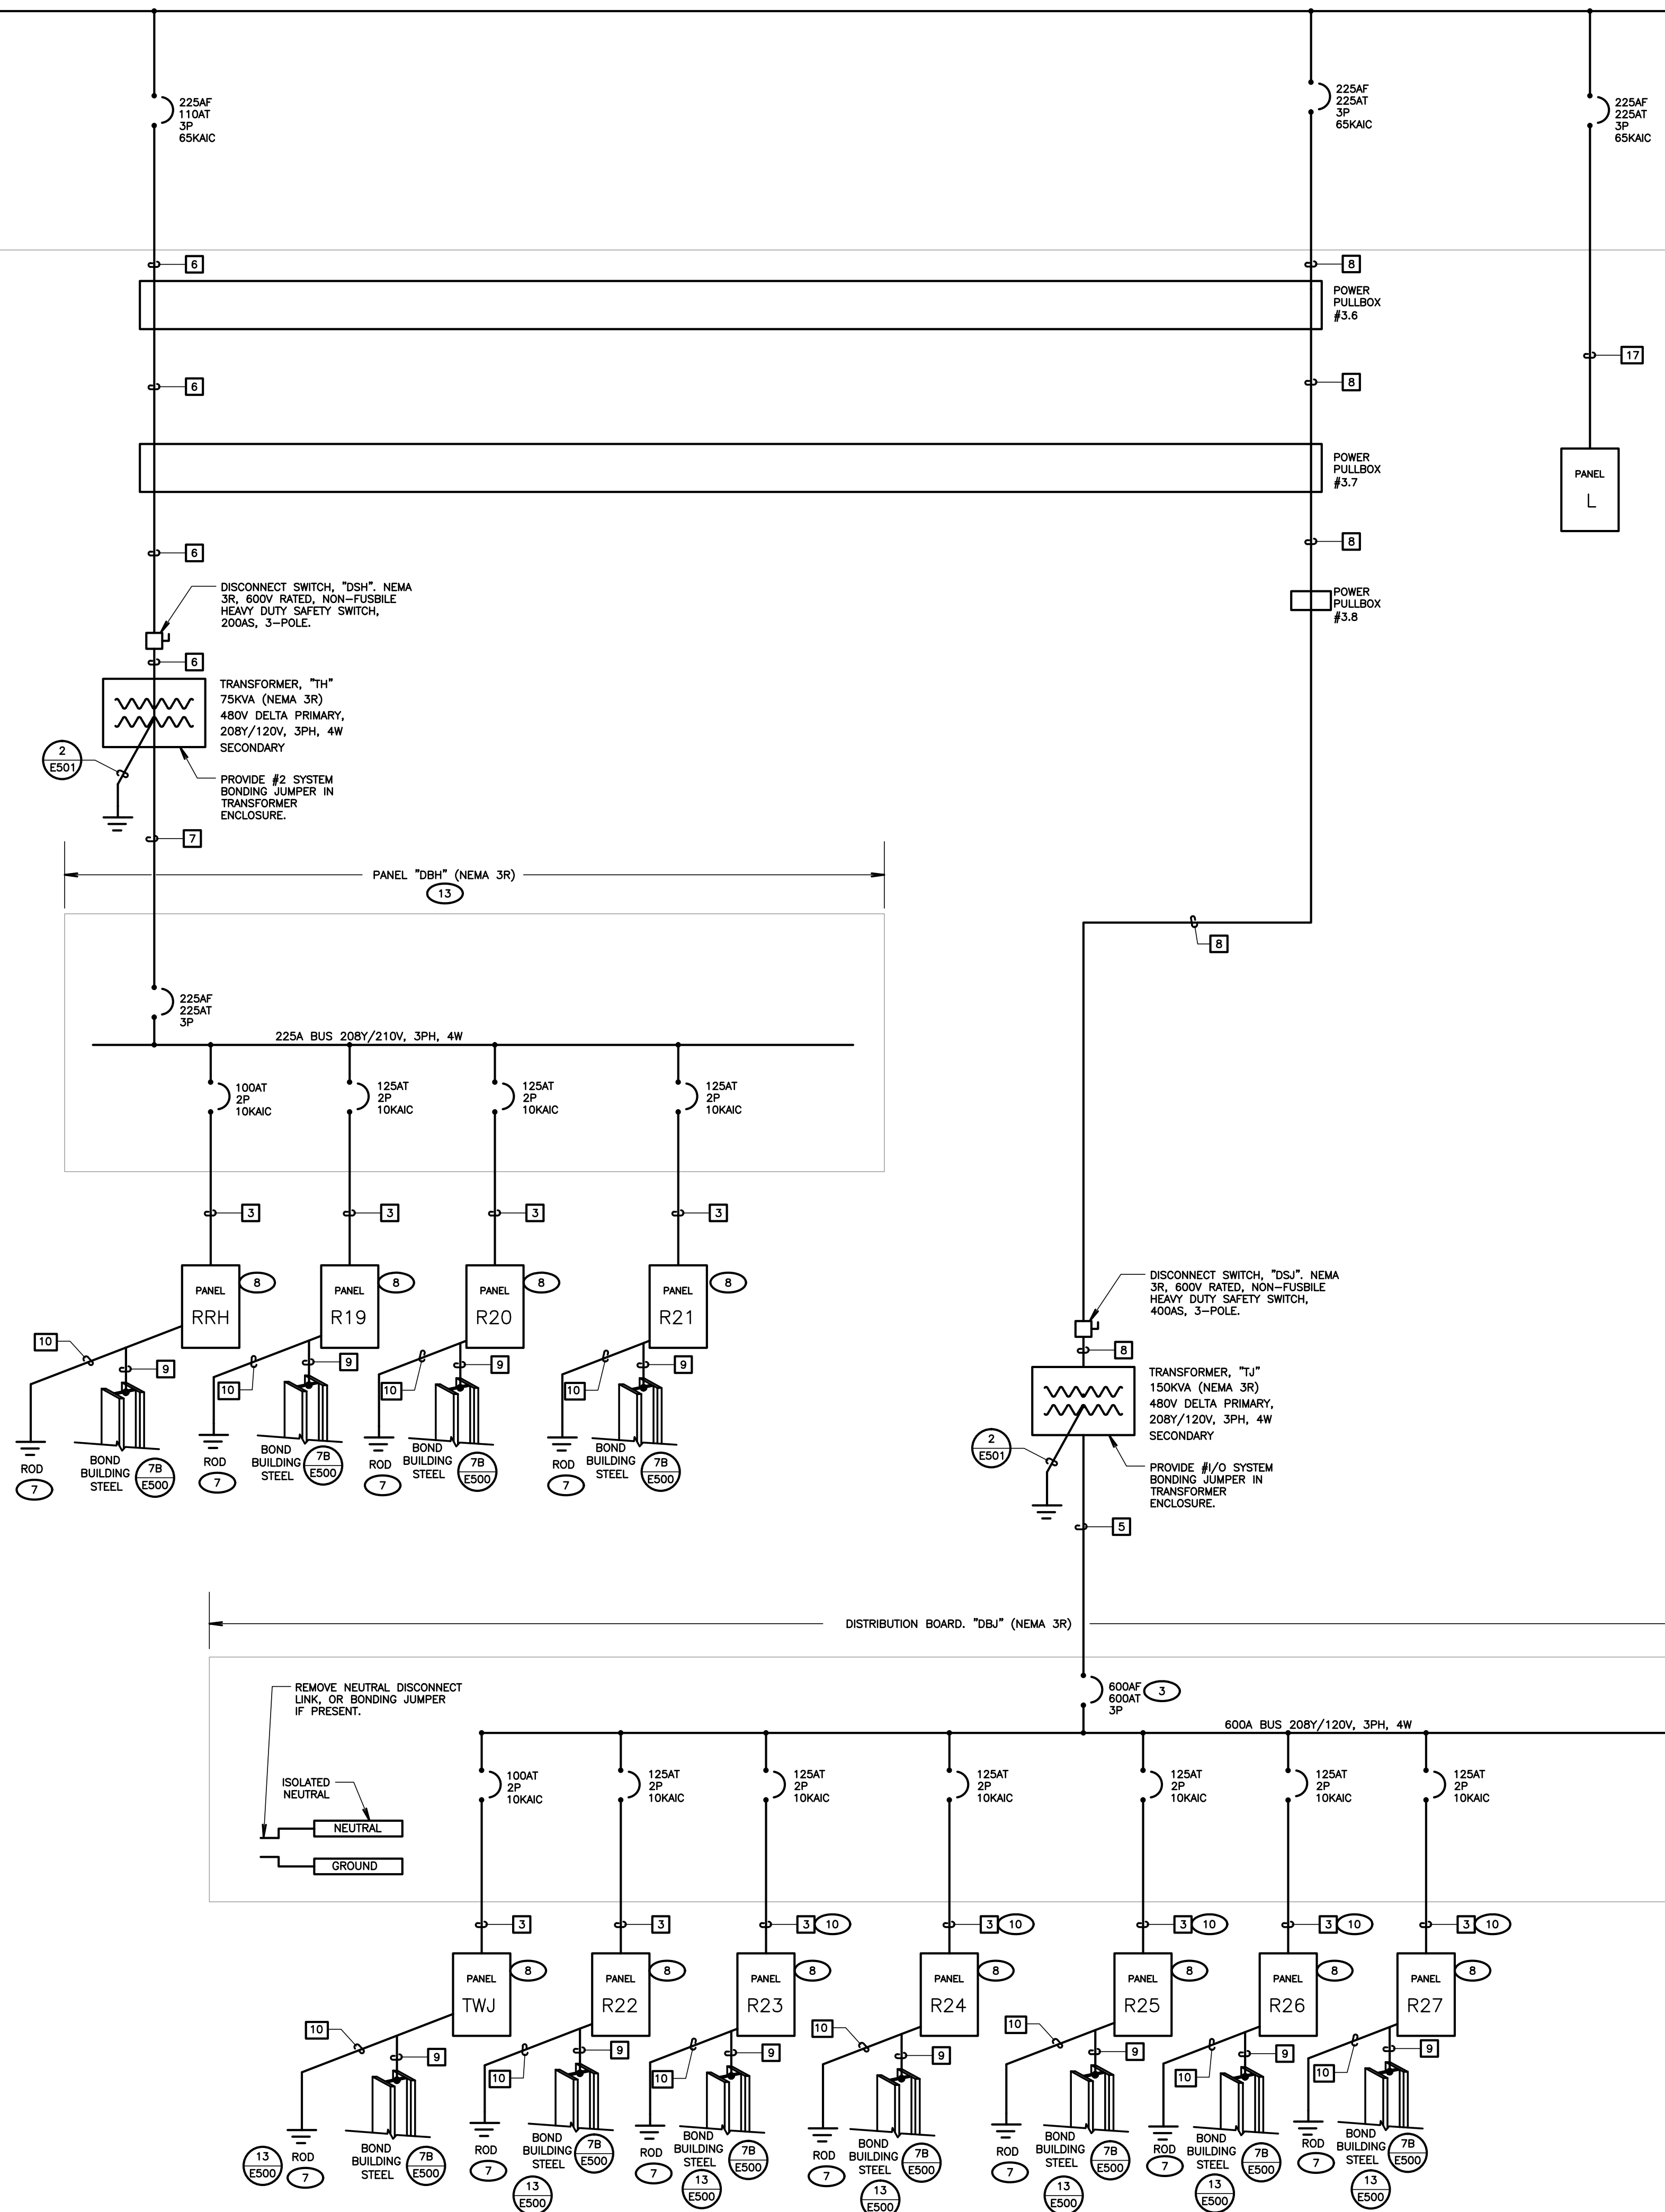 225AF
110AT
3P
65KAIC
225AF
225AT
3P
65KAIC
225AF
225AT
3P
65KAIC
6
8
POWER
PULLBOX
#3.6
6
8
17
POWER
PULLBOX
#3.7
PANEL
L
6
8
DISCONNECT SWITCH, "DSH". NEMA
3R, 600V RATED, NON-FUSBILE
HEAVY DUTY SAFETY SWITCH,
200AS, 3-POLE.
POWER
PULLBOX
#3.8
6
TRANSFORMER, "TH"
75KVA (NEMA 3R)
480V DELTA PRIMARY,
208Y/120V, 3PH, 4W
SECONDARY
2
E501
PROVIDE #2 SYSTEM
BONDING JUMPER IN
TRANSFORMER
ENCLOSURE.
7
PANEL "DBH" (NEMA 3R)
13
8
225AF
225AT
3P
225A BUS 208Y/210V, 3PH, 4W
100AT
2P
10KAIC
125AT
2P
10KAIC
125AT
2P
10KAIC
125AT
2P
10KAIC
3
3
3
3
PANEL
RRH
8
PANEL
R19
8
PANEL
R20
8
PANEL
R21
8
10
9
10
9
10
9
10
9
ROD
7
BOND
BUILDING
STEEL
7B
E500
ROD
7
BOND
BUILDING
STEEL
7B
E500
ROD
7
BOND
BUILDING
STEEL
7B
E500
ROD
7
BOND
BUILDING
STEEL
7B
E500
DISCONNECT SWITCH, "DSJ". NEMA
3R, 600V RATED, NON-FUSBILE
HEAVY DUTY SAFETY SWITCH,
400AS, 3-POLE.
8
TRANSFORMER, "TJ"
150KVA (NEMA 3R)
480V DELTA PRIMARY,
208Y/120V, 3PH, 4W
SECONDARY
2
E501
PROVIDE #1/O SYSTEM
BONDING JUMPER IN
TRANSFORMER
ENCLOSURE.
5
DISTRIBUTION BOARD. "DBJ" (NEMA 3R)
REMOVE NEUTRAL DISCONNECT
LINK, OR BONDING JUMPER
IF PRESENT.
600AF
600AT
3P
3
600A BUS 208Y/120V, 3PH, 4W
ISOLATED
NEUTRAL
NEUTRAL
GROUND
100AT
2P
10KAIC
125AT
2P
10KAIC
125AT
2P
10KAIC
125AT
2P
10KAIC
125AT
2P
10KAIC
125AT
2P
10KAIC
125AT
2P
10KAIC
3
3
3 10
3 10
3 10
3 10
3 10
PANEL
TWJ
8
PANEL
R22
8
PANEL
R23
8
PANEL
R24
8
PANEL
R25
8
PANEL
R26
8
PANEL
R27
8
10
9
10
9
10
9
10
9
10
9
10
9
10
9
13
E500
ROD
7
BOND
BUILDING
STEEL
7B
E500
ROD
7
BOND
BUILDING
STEEL
7B
E500
13
E500
ROD
7
BOND
BUILDING
STEEL
7B
E500
13
E500
ROD
7
BOND
BUILDING
STEEL
7B
E500
13
E500
ROD
7
BOND
BUILDING
STEEL
7B
E500
13
E500
ROD
7
BOND
BUILDING
STEEL
7B
E500
13
E500
ROD
7
BOND
BUILDING
STEEL
7B
E500
13
E500